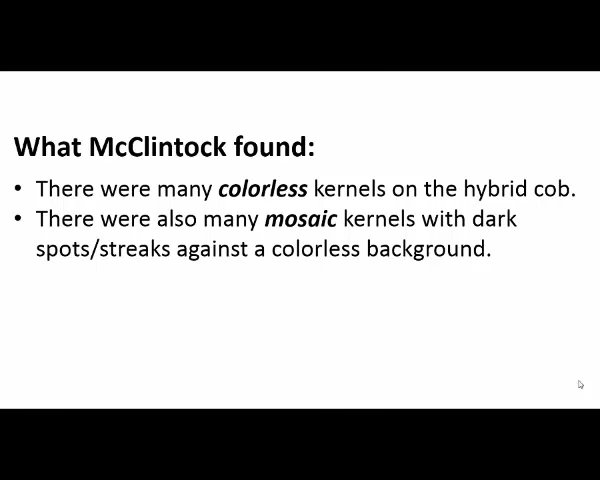 What McClintock found:
• There were many colorless kernels on the hybrid cob.
• There were also many mosaic kernels with dark
spots/streaks against a colorless background.